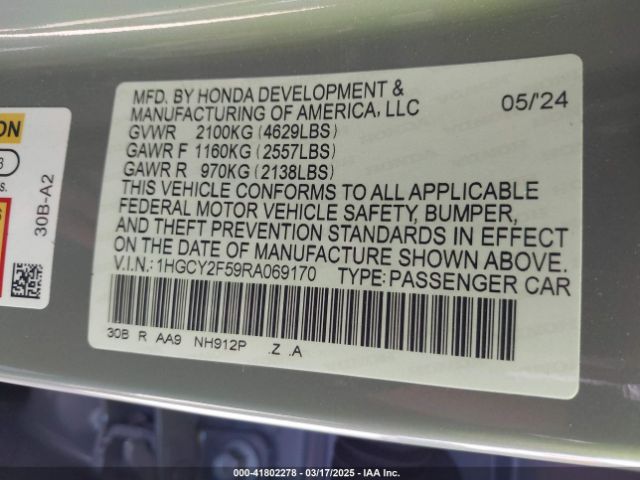 MFD. BY HONDA DEVELOPMENT &
MANUFACTURING OF AMERICA, LLC
05/'24
GVWR 2100KG (4629LBS)
GAWR F 1160KG (2557LBS)
GAWR R 970KG (2138LBS)
THIS VEHICLE CONFORMS TO ALL APPLICABLE
FEDERAL MOTOR VEHICLE SAFETY, BUMPER,
AND THEFT PREVENTION STANDARDS IN EFFECT
ON THE DATE OF MANUFACTURE SHOWN ABOVE.
V.I.N.: 1HGCY2F59RA069170 TYPE: PASSENGER CAR
30B R AA9 NH912P .Z .A
30B-A2
000-41802278 - 03/17/2025 - IAA Inc.